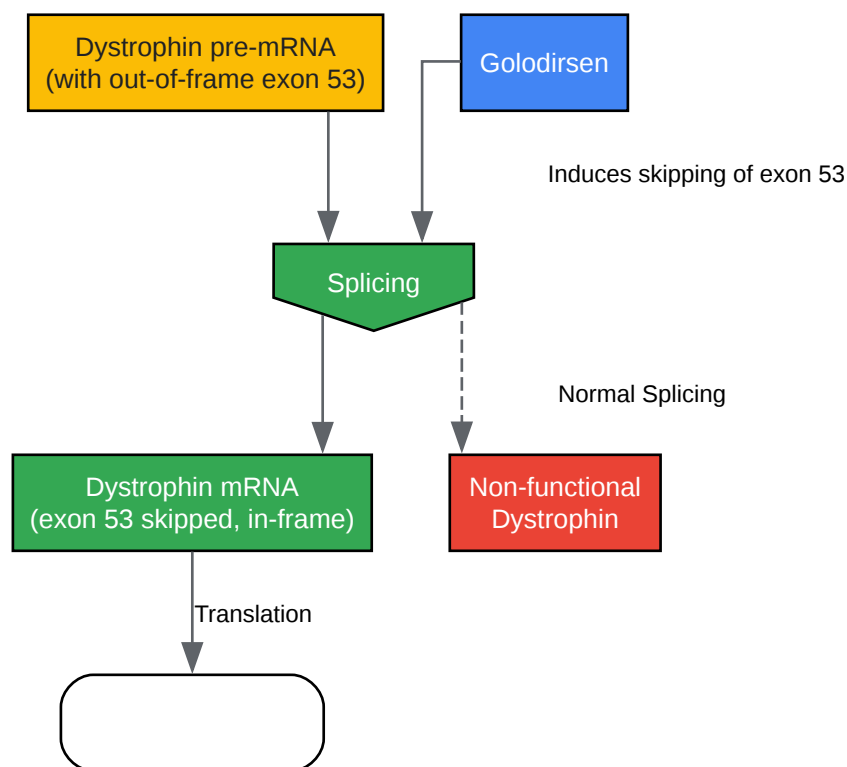 Dystrophin pre-mRNA
(with out-of-frame exon 53)
Golodirsen
Induces skipping of exon 53
Splicing
Normal Splicing
Dystrophin mRNA
(exon 53 skipped, in-frame)
Non-functional
Dystrophin
Translation